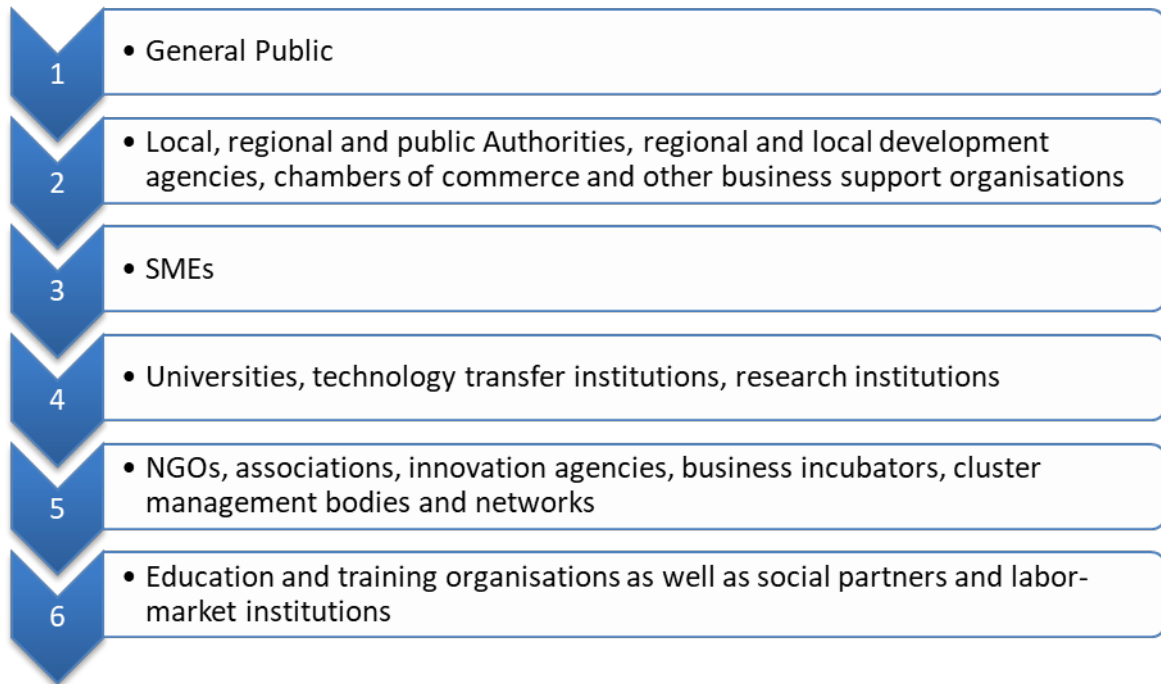 1
• General Public
2
• Local, regional and public Authorities, regional and local development
agencies, chambers of commerce and other business support organisations
3
• SMEs
4
• Universities, technology transfer institutions, research institutions
5
• NGOs, associations, innovation agencies, business incubators, cluster
management bodies and networks
6
• Education and training organisations as well as social partners and labor-
market institutions